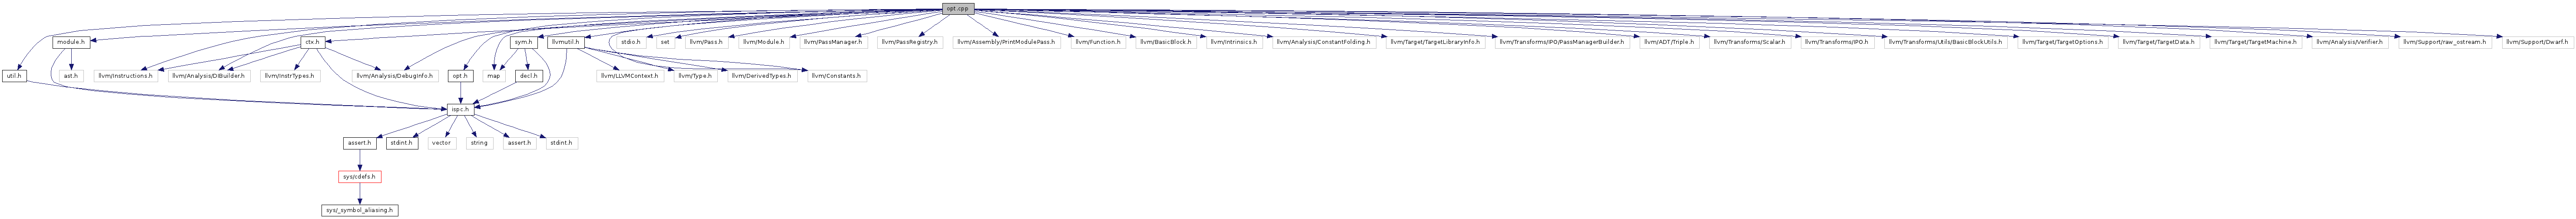 opt.cpp
module.h
ctx.h
sym.h
llvmutil.h
stdio.h
set
llvm/Pass.h
llvm/Module.h
llvm/PassManager.h
llvm/PassRegistry.h
llvm/Assembly/PrintModulePass.h
llvm/Function.h
llvm/BasicBlock.h
llvm/Intrinsics.h
llvm/Analysis/ConstantFolding.h
llvm/Target/TargetLibraryInfo.h
llvm/Transforms/IPO/PassManagerBuilder.h
llvm/ADT/Triple.h
llvm/Transforms/Scalar.h
llvm/Transforms/IPO.h
llvm/Transforms/Utils/BasicBlockUtils.h
llvm/Target/TargetOptions.h
llvm/Target/TargetData.h
llvm/Target/TargetMachine.h
llvm/Analysis/Verifier.h
llvm/Support/raw_ostream.h
llvm/Support/Dwarf.h
util.h
ast.h
llvm/Instructions.h
llvm/Analysis/DIBuilder.h
llvm/InstrTypes.h
llvm/Analysis/DebugInfo.h
opt.h
map
decl.h
llvm/LLVMContext.h
llvm/Type.h
llvm/DerivedTypes.h
llvm/Constants.h
ispc.h
assert.h
stdint.h
vector
string
assert.h
stdint.h
sys/cdefs.h
sys/_symbol_aliasing.h